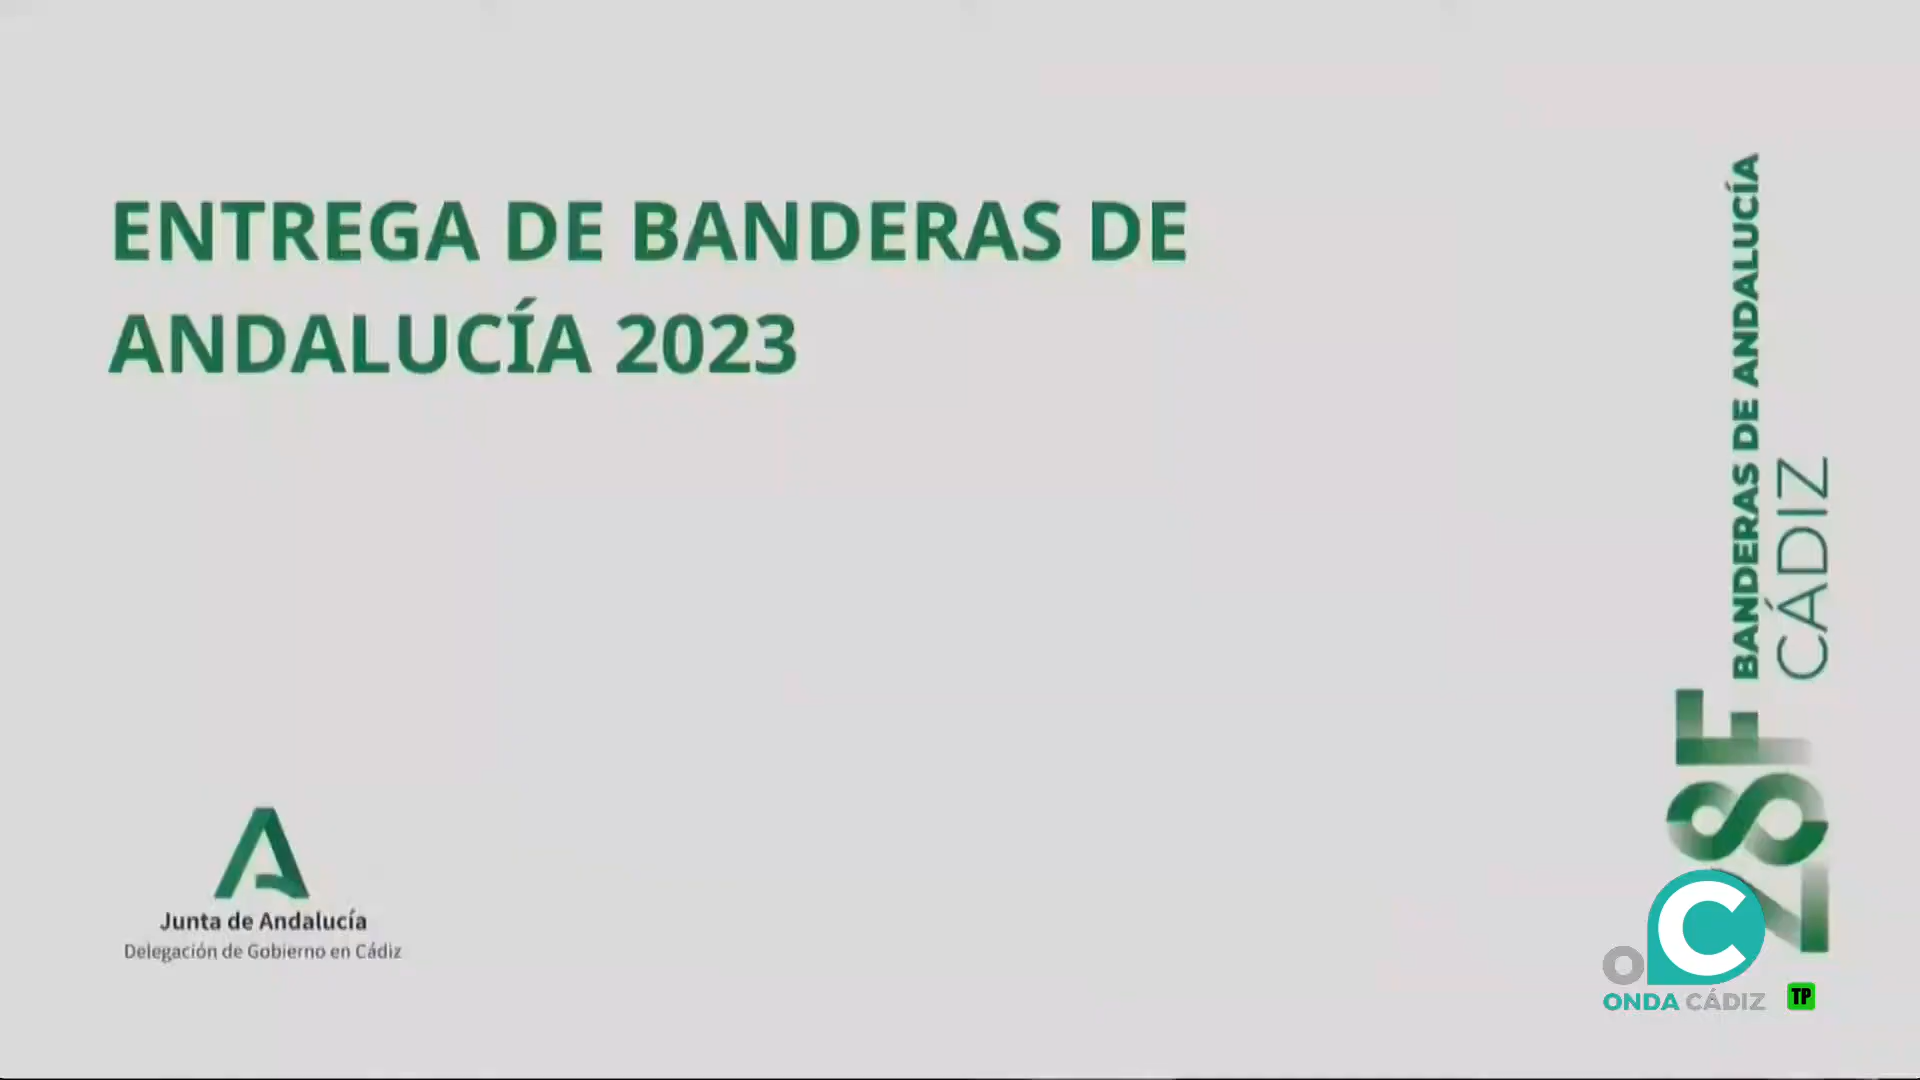 ENTREGA DE BANDERAS DE
ANDALUCÍA 2023
28F
BANDERAS DE ANDALUCÍA
CÁDIZ
Junta de Andalucía
Delegación de Gobierno en Cádiz
ONDA CÁDIZ
TP